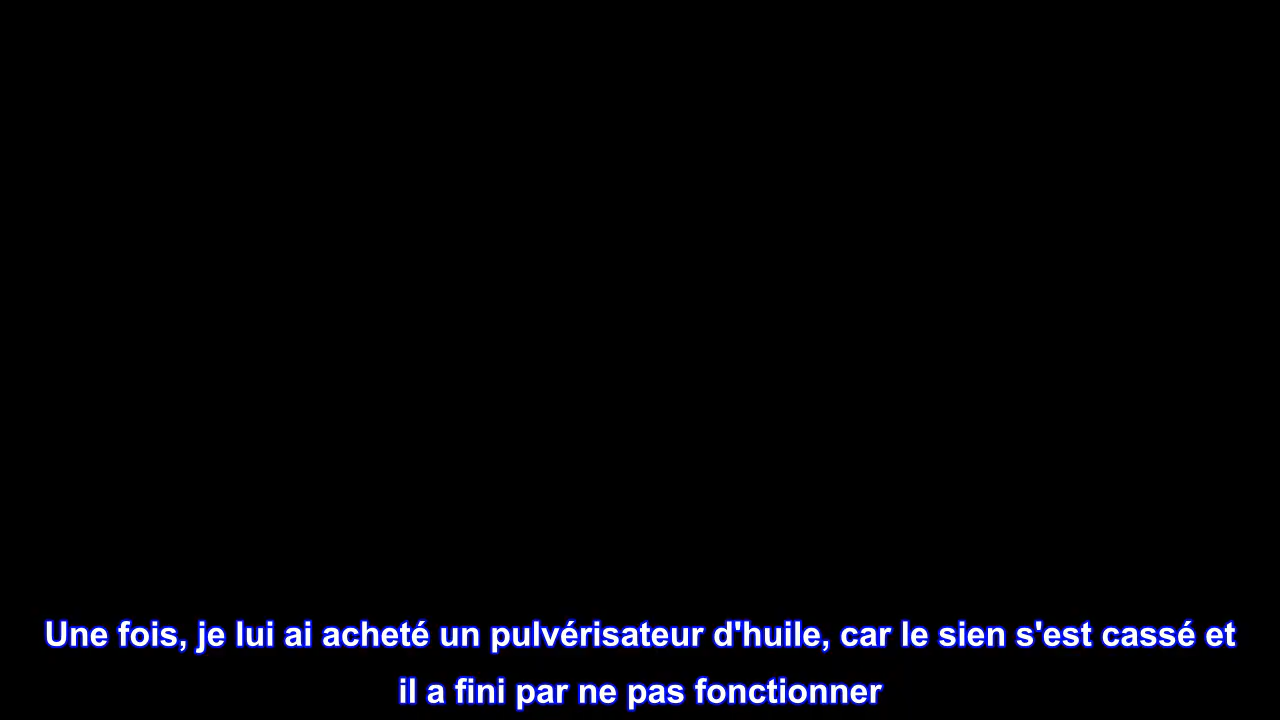 Une fois, je lui ai acheté un pulvérisateur d'huile, car le sien s'est cassé et
il a fini par ne pas fonctionner